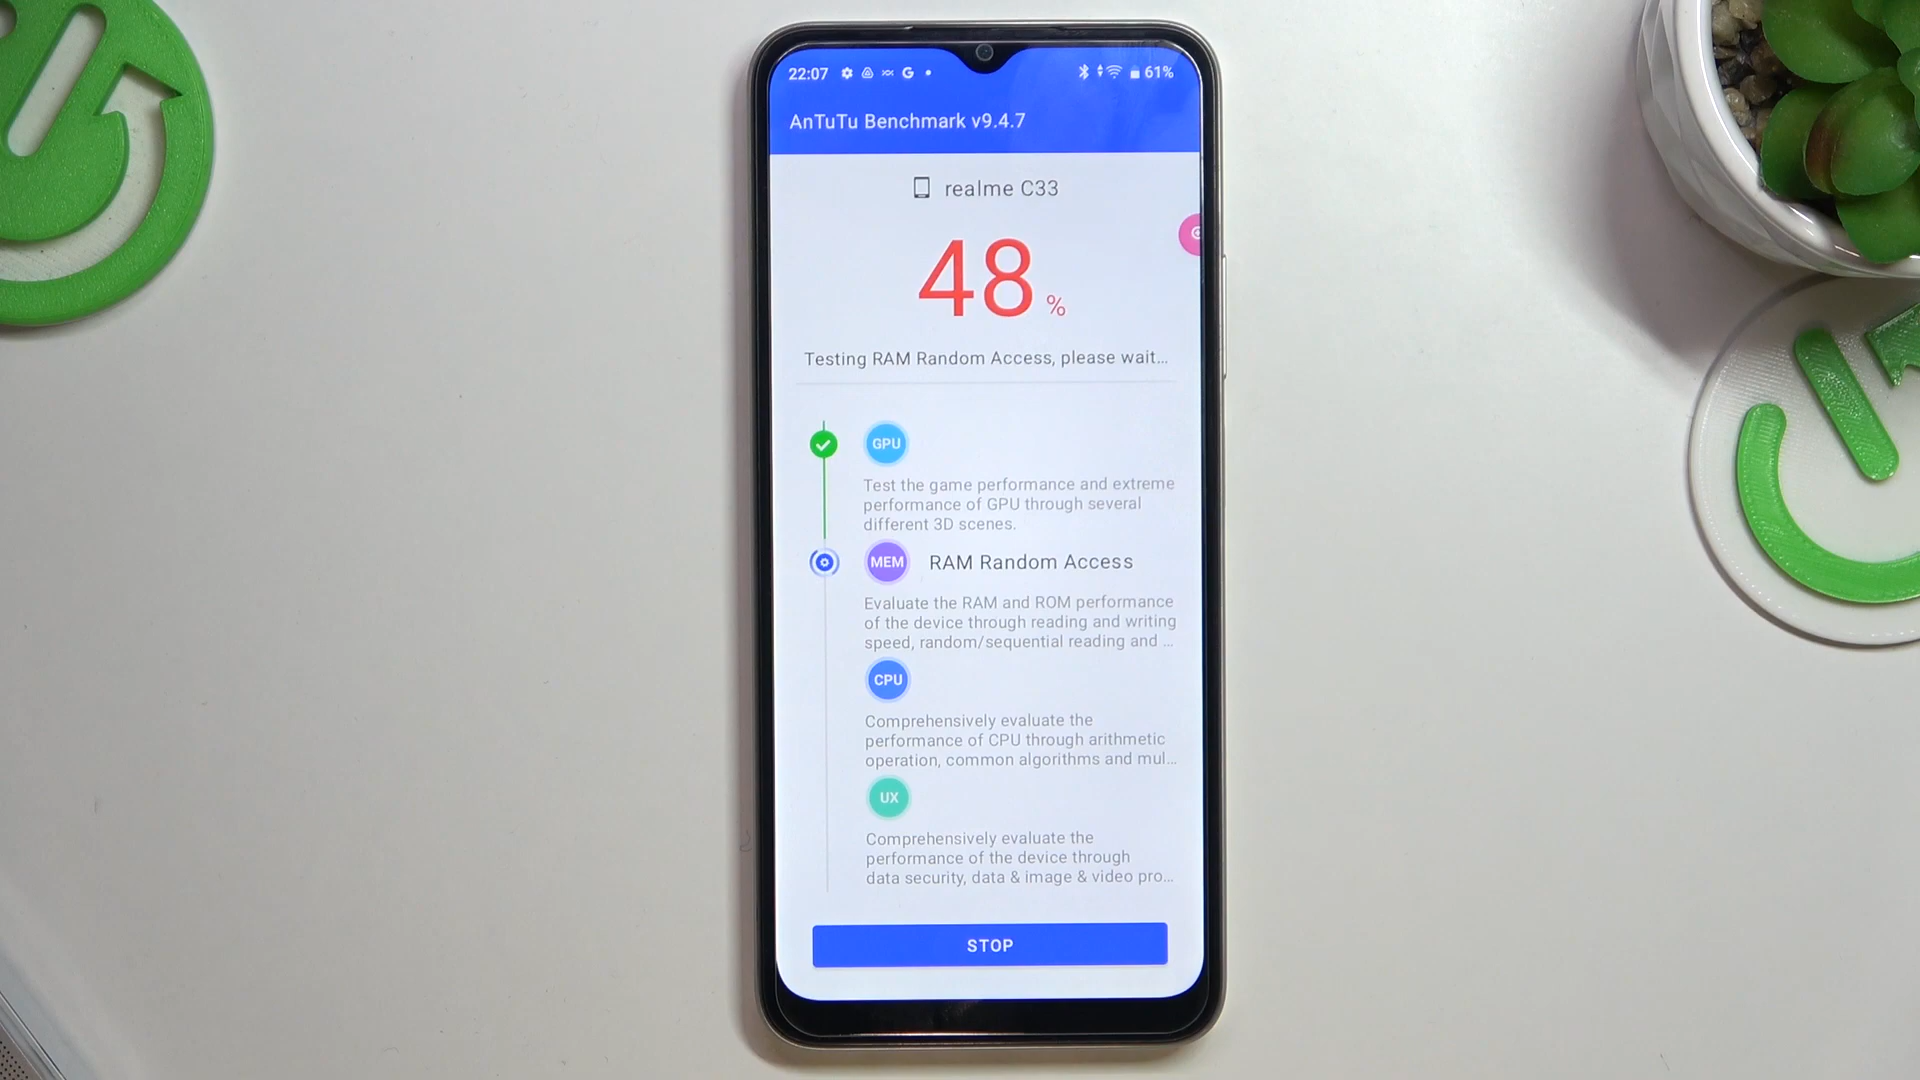 22:07 G 61%
AnTuTu Benchmark v9.4.7
realme C33
48 %
Testing RAM Random Access, please wait...
GPU
Test the game performance and extreme
performance of GPU through several
different 3D scenes.
MEM RAM Random Access
Evaluate the RAM and ROM performance
of the device through reading and writing
speed, random/sequential reading and ...
CPU
Comprehensively evaluate the
performance of CPU through arithmetic
operation, common algorithms and mul...
UX
Comprehensively evaluate the
performance of the device through
data security, data & image & video pro...
STOP